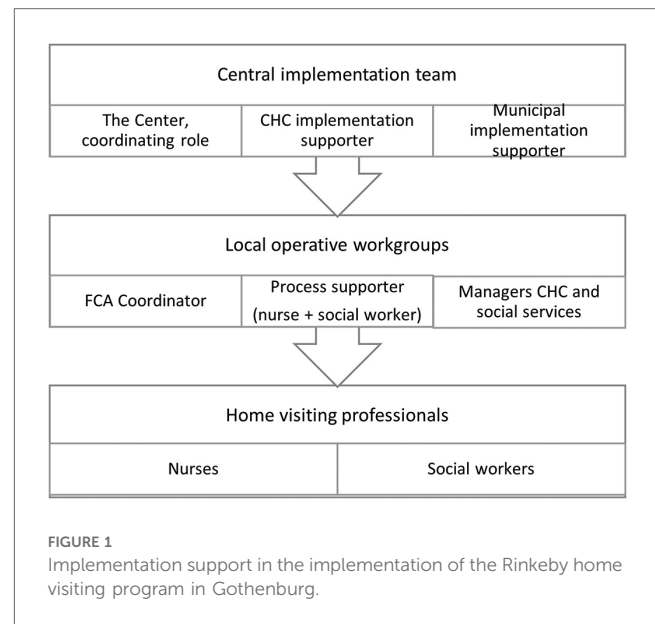 Central implementation team
The Center,
coordinating role
CHC implementation
supporter
Municipal
implementation
supporter
Local operative workgroups
FCA Coordinator
Process supporter
(nurse + social worker)
Managers CHC and
social services
Home visiting professionals
Nurses
Social workers
FIGURE 1
Implementation support in the implementation of the Rinkeby home
visiting program in Gothenburg.